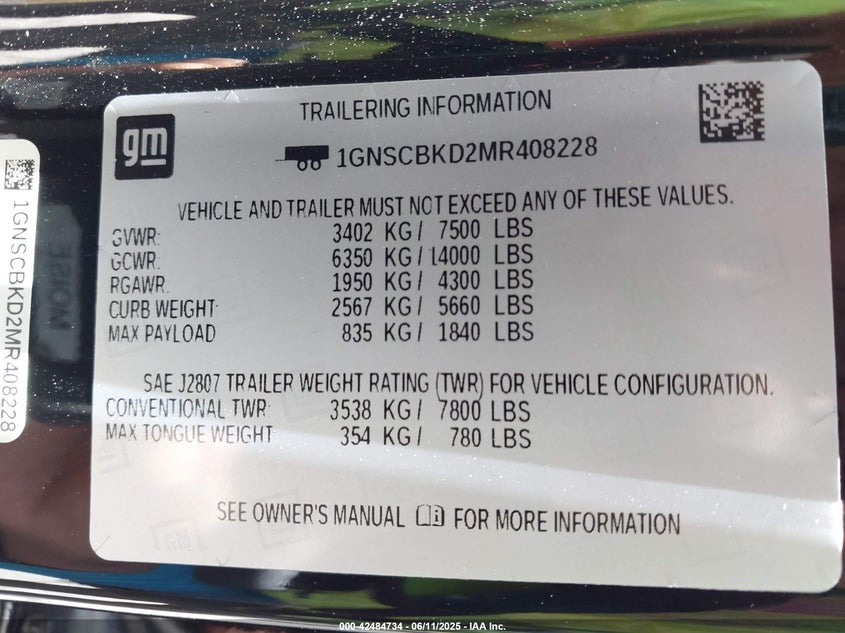 TRAILERING INFORMATION
gm
1GNSCBKD2MR408228
VEHICLE AND TRAILER MUST NOT EXCEED ANY OF THESE VALUES.
GVWR: 3402 KG/ 7500 LBS
GCWR: 6350 KG/ 14000 LBS
RGAWR: 1950 KG/ 4300 LBS
CURB WEIGHT: 2567 KG/ 5660 LBS
MAX PAYLOAD 835 KG/ 1840 LBS
SAE J2807 TRAILER WEIGHT RATING (TWR) FOR VEHICLE CONFIGURATION.
CONVENTIONAL TWR: 3538 KG/ 7800 LBS
MAX TONGUE WEIGHT: 354 KG/ 780 LBS
SEE OWNER'S MANUAL FOR MORE INFORMATION
1GNSCBKD2MR408228
NOISE
000-42484734 - 06/11/2025 - IAA Inc.